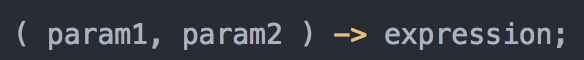 ( param1, param2 ) -> expression;